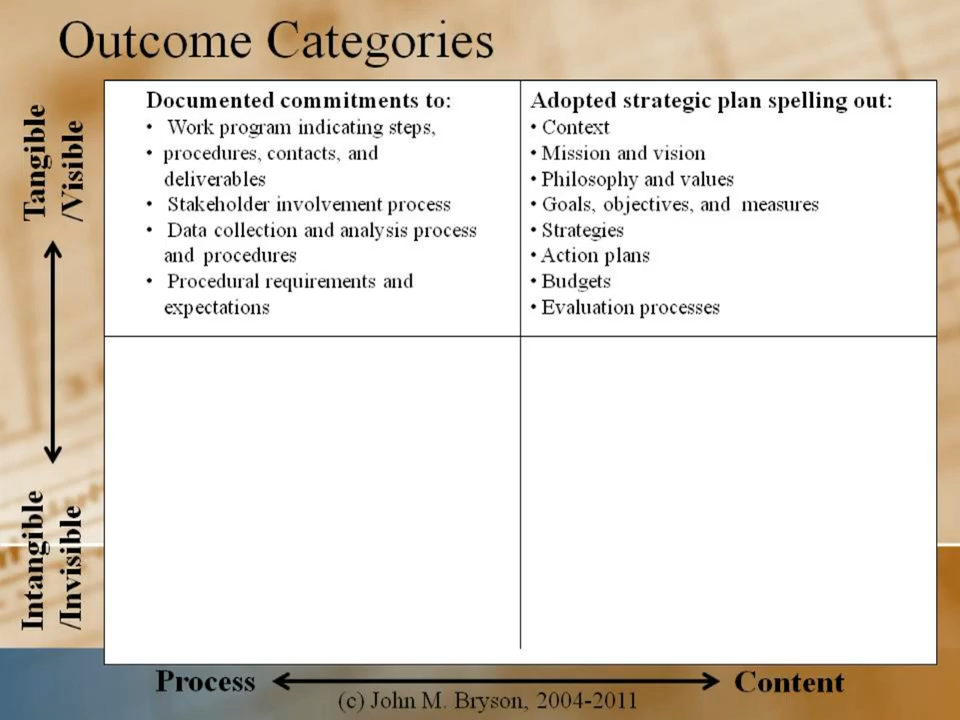 Outcome Categories
Tangible
/Visible
Documented commitments to:
• Work program indicating steps,
• procedures, contacts, and
deliverables
• Stakeholder involvement process
• Data collection and analysis process
and procedures
• Procedural requirements and
expectations
Adopted strategic plan spelling out:
• Context
• Mission and vision
• Philosophy and values
• Goals, objectives, and measures
• Strategies
• Action plans
• Budgets
• Evaluation processes
Intangible
/Invisible
Process
Content
(c) John M. Bryson, 2004-2011